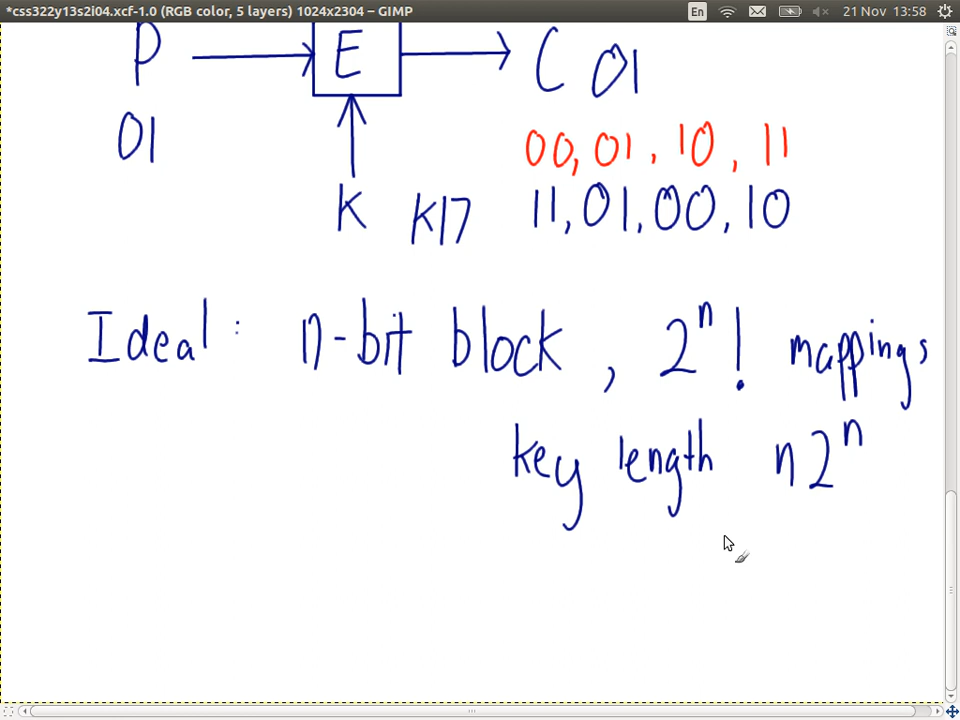 *css322y13s2i04.xcf-1.0 (RGB color, 5 layers) 1024x2304 – GIMP En 21 Nov 13:58
P E C 01
01 00, 01, 10, 11
K K17 11, 01, 00, 10
Ideal: n-bit block, 2ⁿ! mappings
key length n2ⁿ